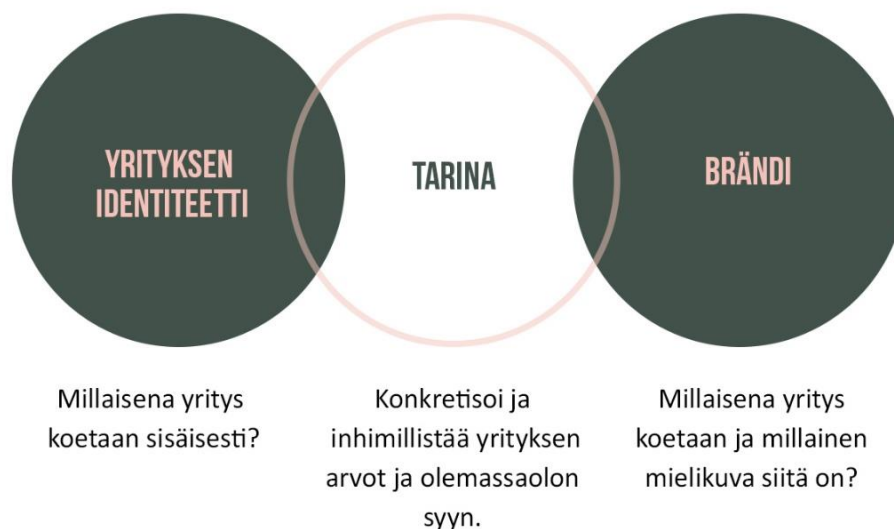 YRITYKSEN
IDENTITEETTI
TARINA
BRÄNDI
Millaisena yritys
koetaan sisäisesti?
Konkretisoi ja
inhimillistää yrityksen
arvot ja olemassaolon
syyn.
Millaisena yritys
koetaan ja millainen
mielikuva siitä on?